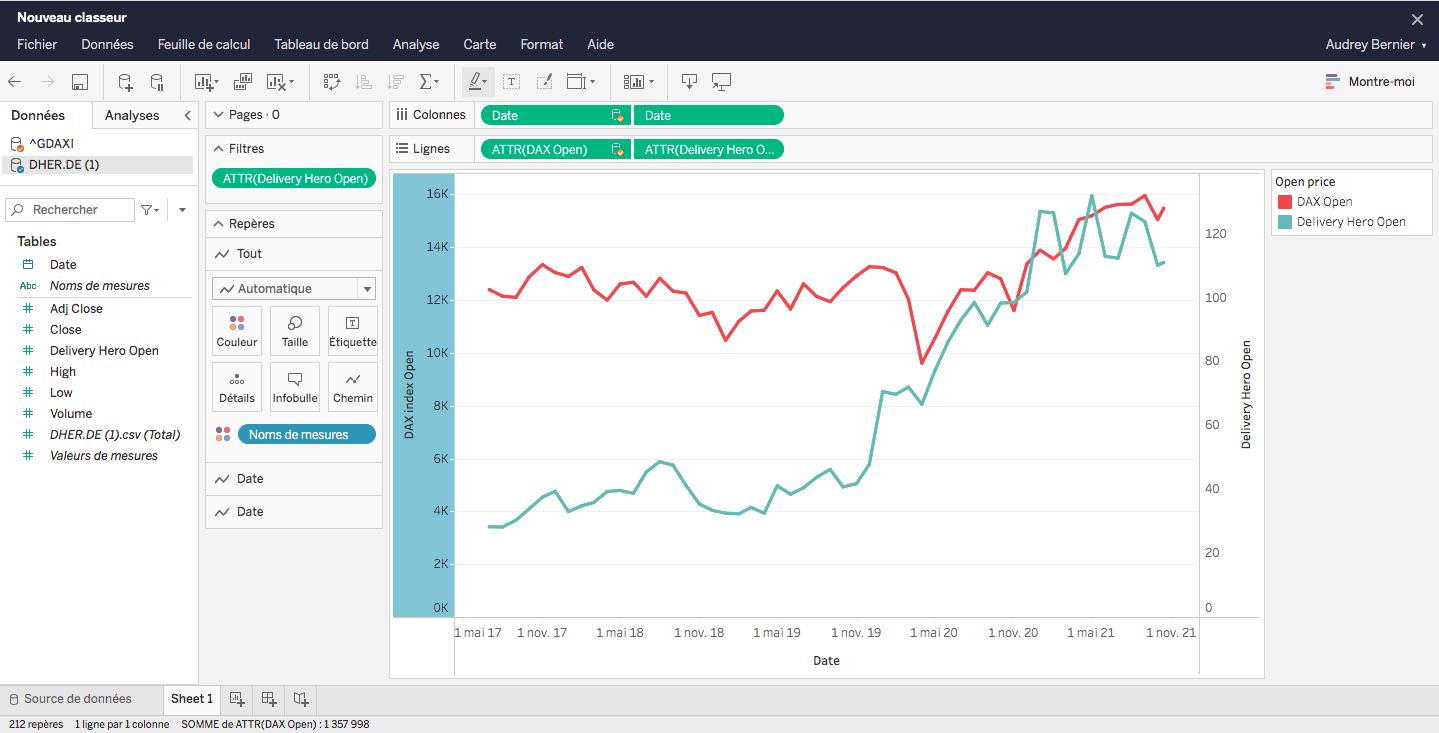 Nouveau classeur
Fichier Données Feuille de calcul Tableau de bord Analyse Carte Format Aide Audrey Bernier
Montre-moi
Données Analyses
^GDAXI
DHER.DE (1)
Rechercher
Tables
Date
Abc Noms de mesures
Adj Close
Close
Delivery Hero Open
High
Low
Volume
DHER.DE (1).csv (Total)
Valeurs de mesures
Pages · 0
Filtres
ATTR(Delivery Hero Open)
Repères
Tout
Automatique
Couleur Taille Étiquette
Détails Infobulle Chemin
Noms de mesures
Date
Date
Colonnes Date Date
Lignes ATTR(DAX Open) ATTR(Delivery Hero O...
DAX index Open
16K
14K
12K
10K
8K
6K
4K
2K
0K
120
100
80
60
40
20
0
Delivery Hero Open
1 mai 17 1 nov. 17 1 mai 18 1 nov. 18 1 mai 19 1 nov. 19 1 mai 20 1 nov. 20 1 mai 21 1 nov. 21
Date
Open price
DAX Open
Delivery Hero Open
Source de données Sheet 1
212 repères 1 ligne par 1 colonne SOMME de ATTR(DAX Open) : 1 357 998